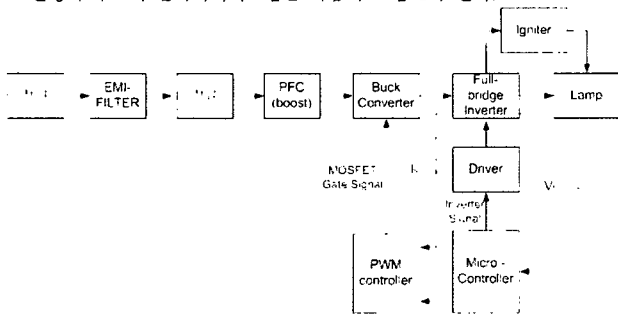 Igniter
EMI-
FILTER
PFC
(boost)
Buck
Converter
Full-
bridge
Inverter
Lamp
MOSFET
Gate Signal
Driver
Inverter
Signal
PWM
controller
Micro-
Controller